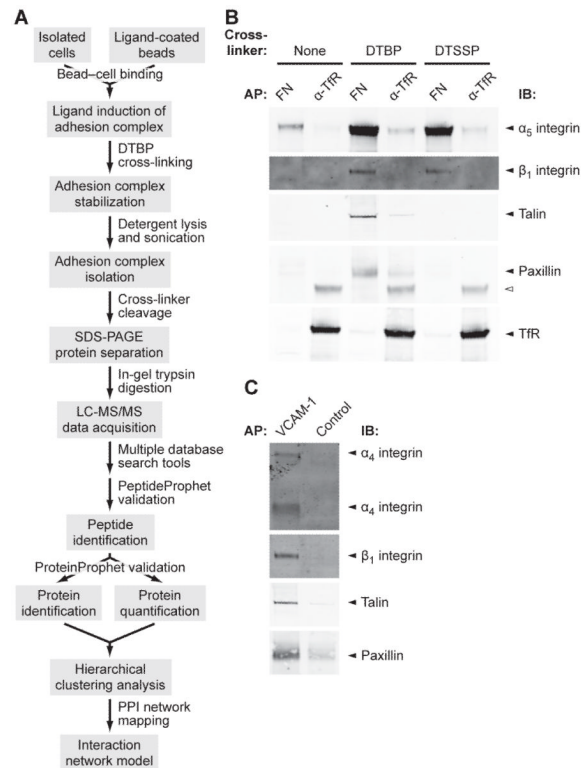 A
Isolated
cells
Ligand-coated
beads
Bead–cell binding
Ligand induction of
adhesion complex
DTBP
cross-linking
Adhesion complex
stabilization
Detergent lysis
and sonication
Adhesion complex
isolation
Cross-linker
cleavage
SDS-PAGE
protein separation
In-gel trypsin
digestion
LC-MS/MS
data acquisition
Multiple database
search tools
PeptideProphet
validation
Peptide
identification
ProteinProphet validation
Protein
identification
Protein
quantification
Hierarchical
clustering analysis
PPI network
mapping
Interaction
network model
B
Cross-
linker: None DTBP DTSSP
AP: FN α-TfR FN α-TfR FN α-TfR IB:
α5 integrin
β1 integrin
Talin
Paxillin
TfR
C
AP: VCAM-1 Control IB:
α4 integrin
α4 integrin
β1 integrin
Talin
Paxillin